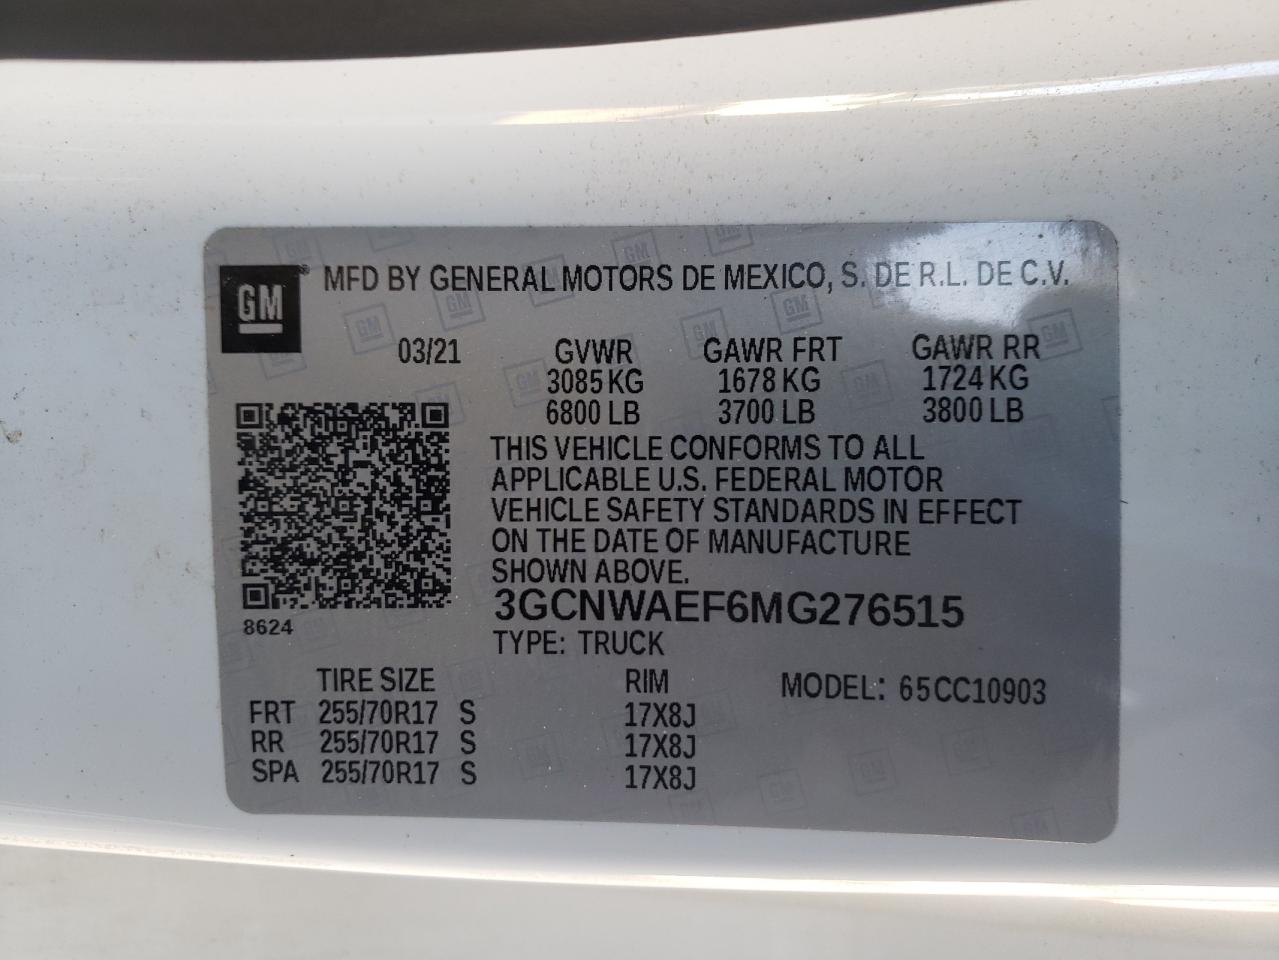 GM
MFD BY GENERAL MOTORS DE MEXICO, S. DE R.L. DE C.V.
03/21 GVWR GAWR FRT GAWR RR
3085 KG 1678 KG 1724 KG
6800 LB 3700 LB 3800 LB
THIS VEHICLE CONFORMS TO ALL
APPLICABLE U.S. FEDERAL MOTOR
VEHICLE SAFETY STANDARDS IN EFFECT
ON THE DATE OF MANUFACTURE
SHOWN ABOVE.
3GCNWAEF6MG276515
8624
TYPE: TRUCK
TIRE SIZE RIM MODEL: 65CC10903
FRT 255/70R17 S 17X8J
RR 255/70R17 S 17X8J
SPA 255/70R17 S 17X8J